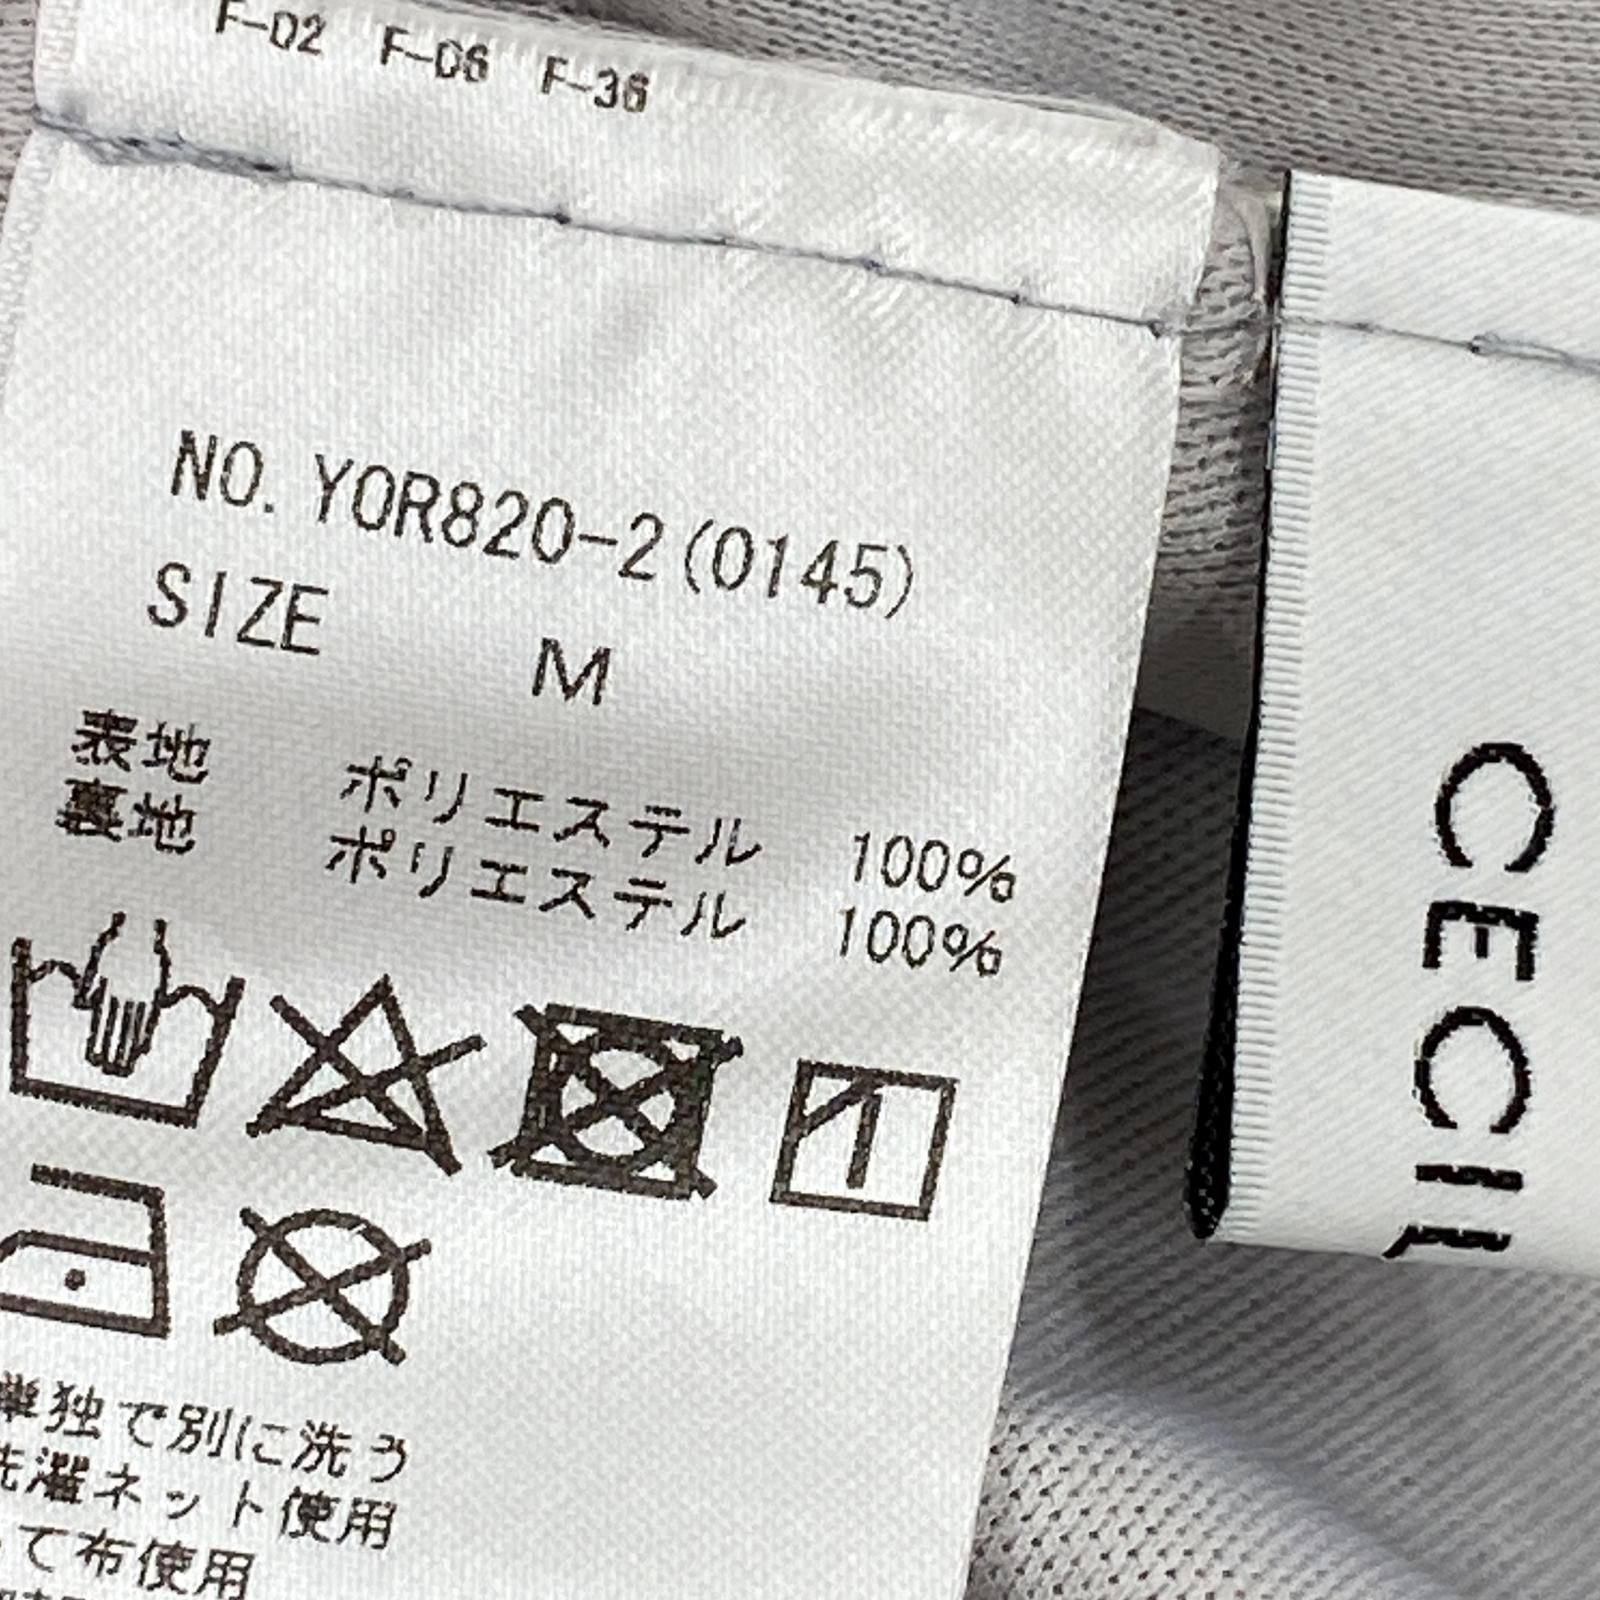 F-02 F-06 F-36
NO. YOR820-2(0145)
SIZE M
表地 ポリエステル 100%
裏地 ポリエステル 100%
単独で別に洗う
洗濯ネット使用
て布使用
CECIL